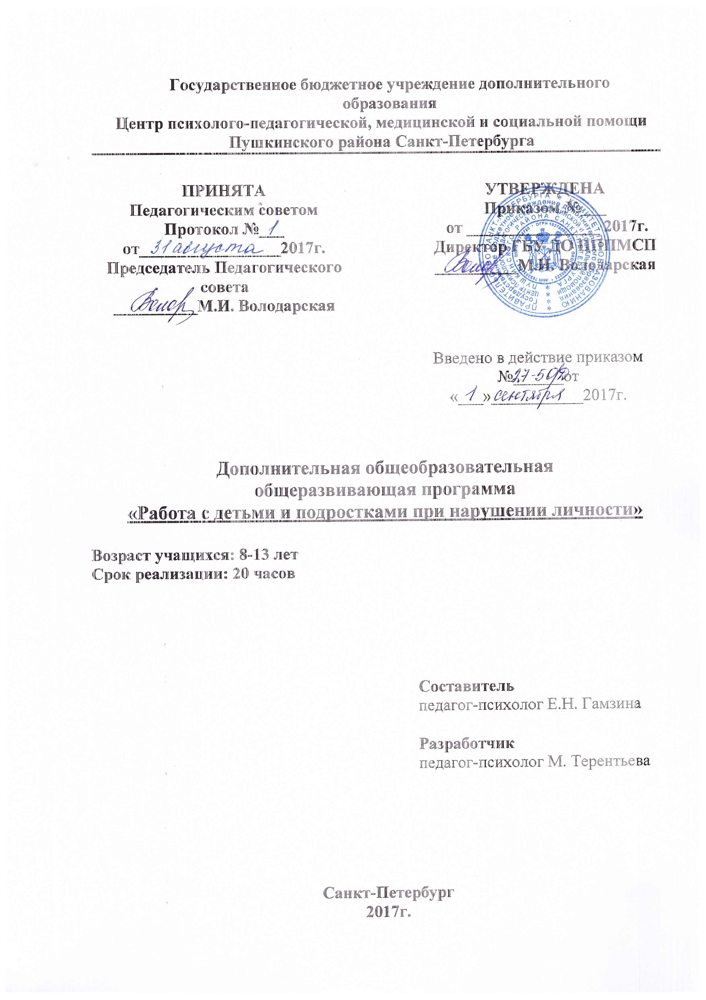 Государственное бюджетное учреждение дополнительного
образования
Центр психолого-педагогической, медицинской и социальной помощи
Пушкинского района Санкт-Петербурга
ПРИНЯТА
Педагогическим советом
Протокол № 1
от 31 августа 2017г.
Председатель Педагогического
совета
М.И. Володарская
УТВЕРЖДЕНА
Приказом №____
от ______________ 2017г.
Директор ГБУ ДО ЦППМСП
М.И. Володарская
Введено в действие приказом
№ от
« 1 » сентября 2017г.
Дополнительная общеобразовательная
общеразвивающая программа
«Работа с детьми и подростками при нарушении личности»
Возраст учащихся: 8-13 лет
Срок реализации: 20 часов
Составитель
педагог-психолог Е.Н. Гамзина
Разработчик
педагог-психолог М. Терентьева
Санкт-Петербург
2017г.